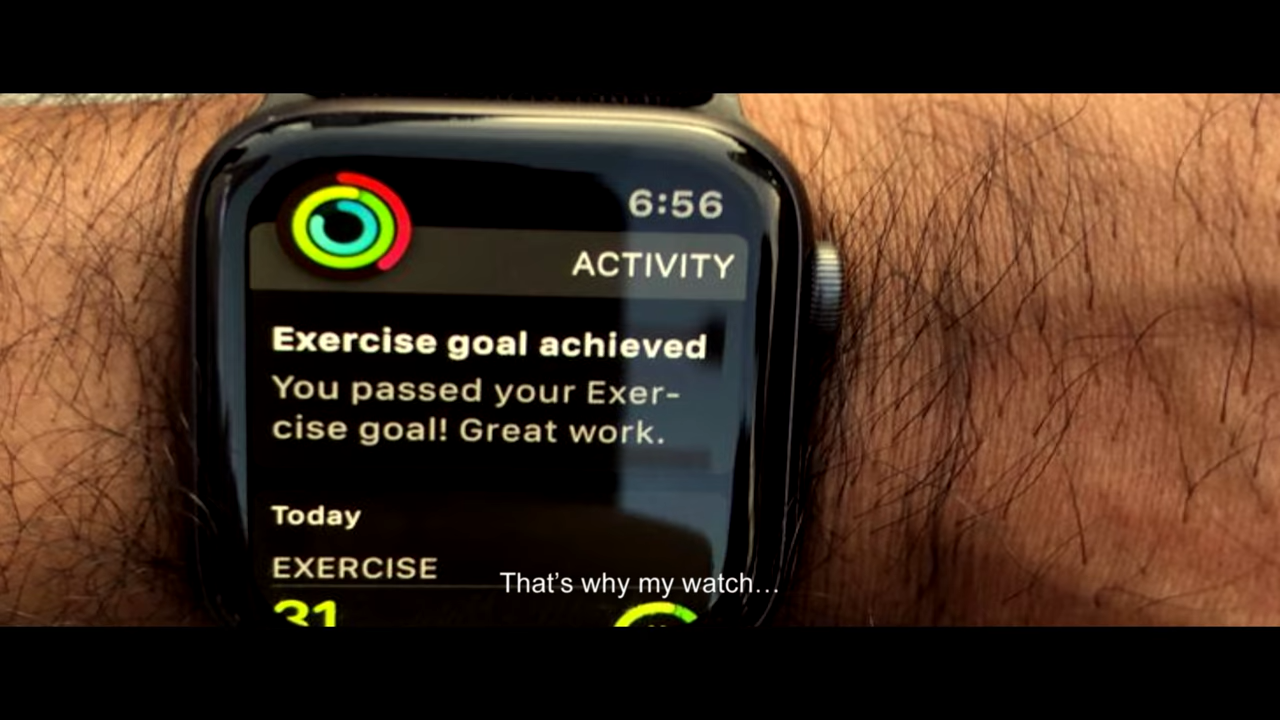 6:56
ACTIVITY
Exercise goal achieved
You passed your Exer-
cise goal! Great work.
Today
EXERCISE
31
That's why my watch…